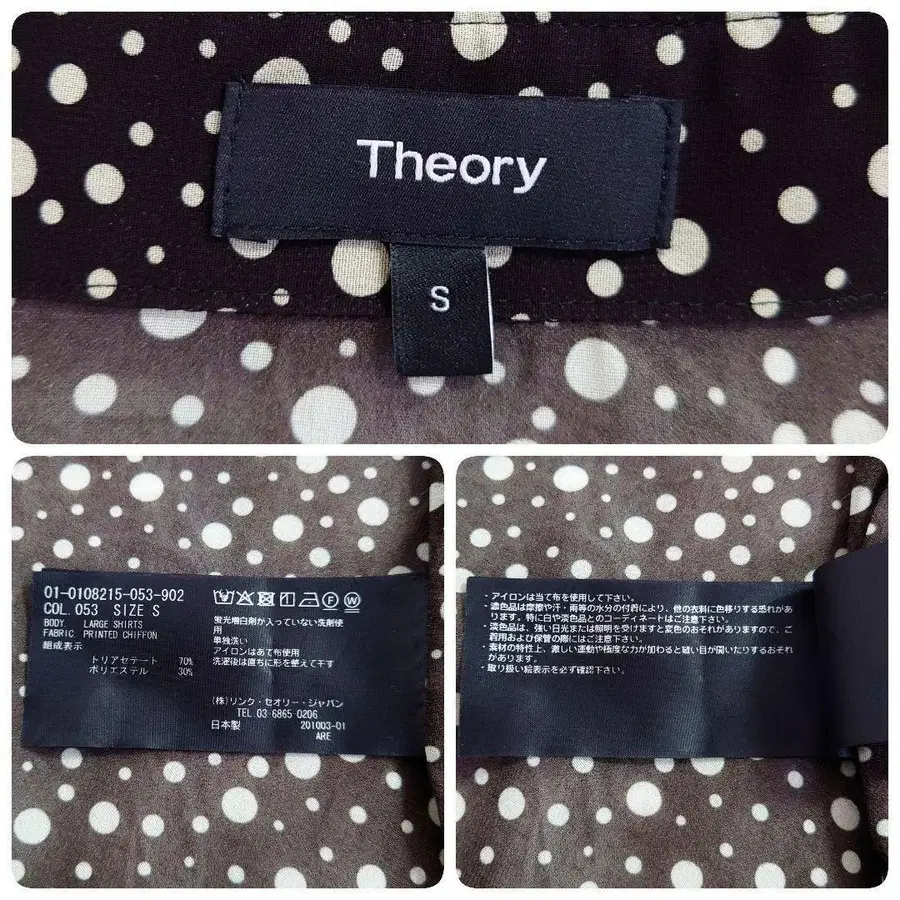 Theory
S
01-0108215-053-902
COL. 053 SIZE S
BODY LARGE SHIRTS
FABRIC PRINTED CHIFFON
組成表示
トリアセテート 70%
ポリエステル 30%
蛍光増白剤が入っていない洗剤使
用
単独洗い
アイロンはあて布使用
洗濯後は直ちに形を整えて干す
(株)リンク・セオリー・ジャパン
TEL.03 6865 0206
日本製 201003-01
ARE
・アイロンは当て布を使用して下さい。
・濃色品は摩擦や汗・雨等の水分の付着により、他の衣料に色移りする恐れがあ
ります。特に白や淡色品とのコーディネートはご注意下さい。
・淡色品は、強い日光または照明を受けますと変色のおそれがありますので、ご
着用および保管の際にはご注意下さい。
・素材の特性上、激しい運動や極度な力が加わると縫い目が開いたりするおそれ
があります。
・取り扱い絵表示を必ず確認下さい。